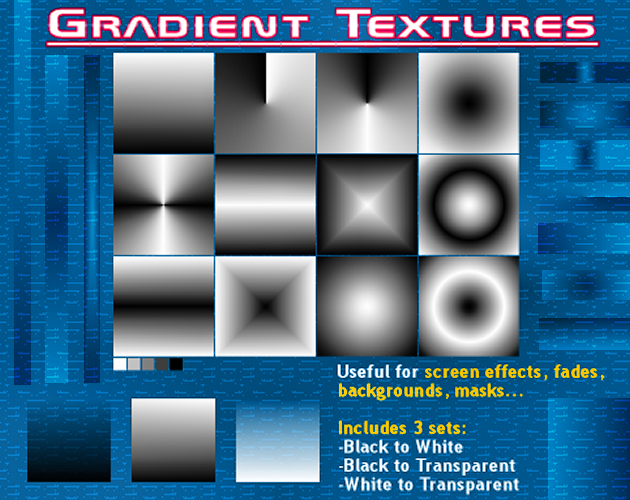 Gradient Textures
Useful for screen effects, fades,
backgrounds, masks...
Includes 3 sets:
-Black to White
-Black to Transparent
-White to Transparent